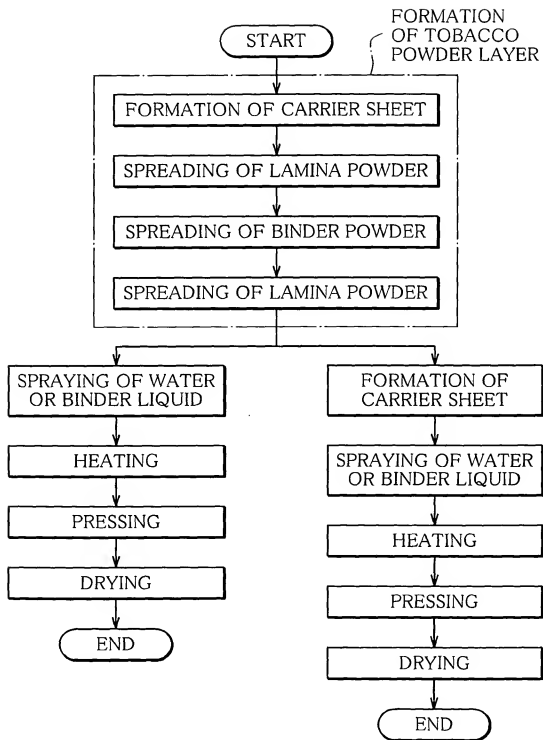 FORMATION
OF TOBACCO
POWDER LAYER
START
FORMATION OF CARRIER SHEET
SPREADING OF LAMINA POWDER
SPREADING OF BINDER POWDER
SPREADING OF LAMINA POWDER
SPRAYING OF WATER
OR BINDER LIQUID
HEATING
PRESSING
DRYING
END
FORMATION OF
CARRIER SHEET
SPRAYING OF WATER
OR BINDER LIQUID
HEATING
PRESSING
DRYING
END